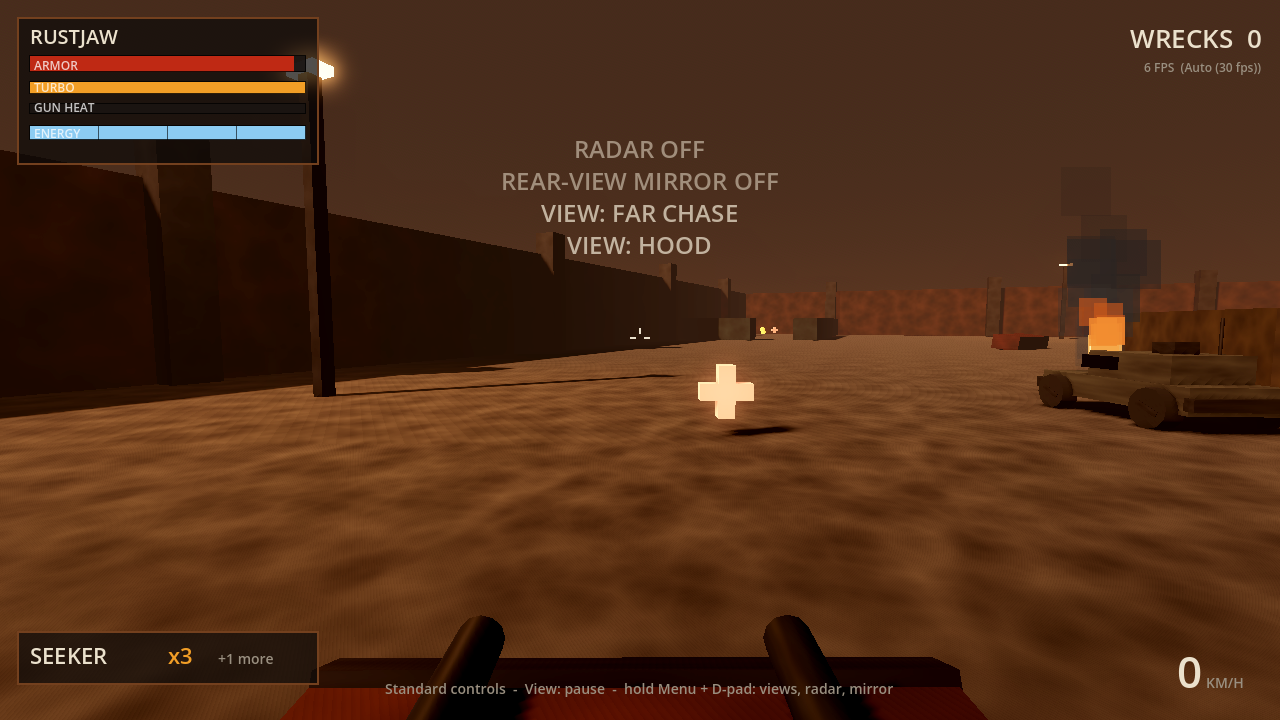 RUSTJAW
ARMOR
TURBO
GUN HEAT
ENERGY
WRECKS 0
6 FPS (Auto (30 fps))
RADAR OFF
REAR-VIEW MIRROR OFF
VIEW: FAR CHASE
VIEW: HOOD
SEEKER x3 +1 more
Standard controls - View: pause - hold Menu + D-pad: views, radar, mirror
0 KM/H